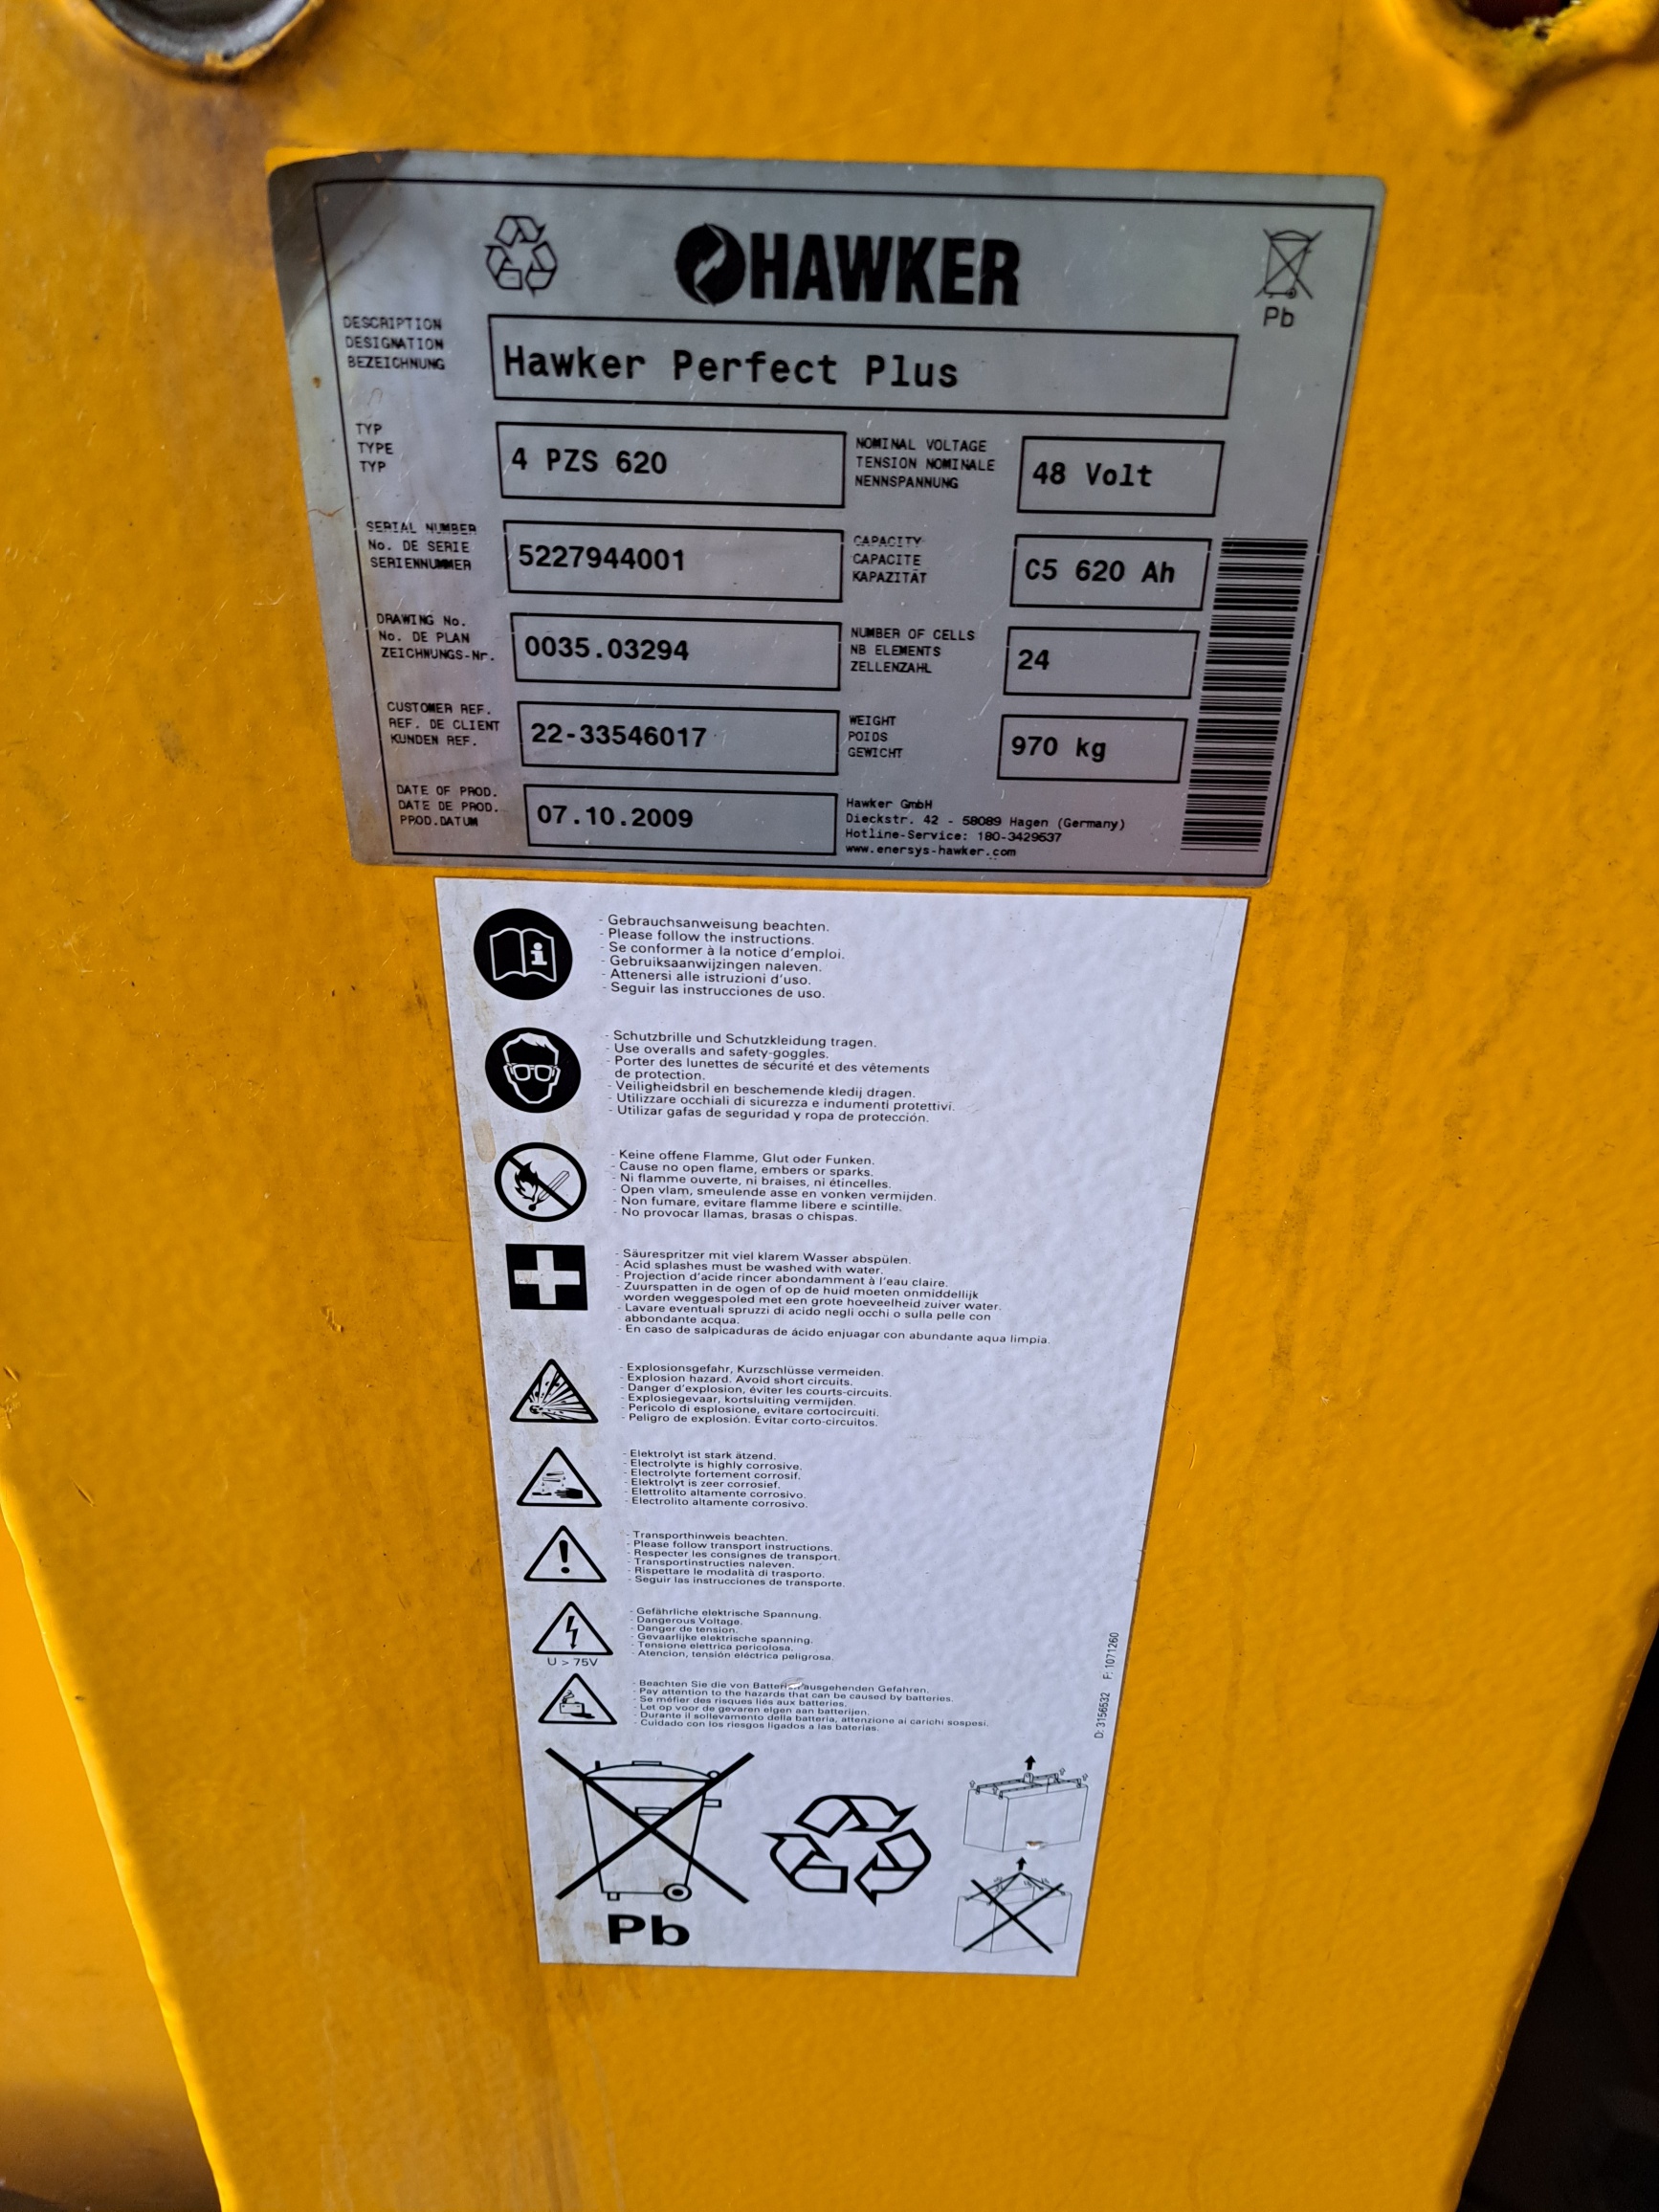 HAWKER
Pb
DESCRIPTION
DESIGNATION
BEZEICHNUNG
Hawker Perfect Plus
TYP
TYPE
TYP
4 PZS 620
NOMINAL VOLTAGE
TENSION NOMINALE
NENNSPANNUNG
48 Volt
SERIAL NUMBER
No. DE SERIE
SERIENNUMMER
5227944001
CAPACITY
CAPACITE
KAPAZITÄT
C5 620 Ah
DRAWING No.
No. DE PLAN
ZEICHNUNGS-Nr.
0035.03294
NUMBER OF CELLS
NB ELEMENTS
ZELLENZAHL
24
CUSTOMER REF.
REF. DE CLIENT
KUNDEN REF.
22-33546017
WEIGHT
POIDS
GEWICHT
970 kg
DATE OF PROD.
DATE DE PROD.
PROD.DATUM
07.10.2009
Hawker GmbH
Dieckstr. 42 - 58089 Hagen (Germany)
Hotline-Service: 180-3429537
www.enersys-hawker.com
- Gebrauchsanweisung beachten.
- Please follow the instructions.
- Se conformer à la notice d'emploi.
- Gebruiksaanwijzingen naleven.
- Attenersi alle istruzioni d'uso.
- Seguir las instrucciones de uso.
- Schutzbrille und Schutzkleidung tragen.
- Use overalls and safety-goggles.
- Porter des lunettes de sécurité et des vêtements
de protection.
- Veiligheidsbril en beschemende kledij dragen.
- Utilizzare occhiali di sicurezza e indumenti protettivi.
- Utilizar gafas de seguridad y ropa de protección.
- Keine offene Flamme, Glut oder Funken.
- Cause no open flame, embers or sparks.
- Ni flamme ouverte, ni braises, ni étincelles.
- Open vlam, smeulende asse en vonken vermijden.
- Non fumare, evitare flamme libere e scintille.
- No provocar llamas, brasas o chispas.
- Säurespritzer mit viel klarem Wasser abspülen.
- Acid splashes must be washed with water.
- Projection d'acide rincer abondamment à l'eau claire.
- Zuurspatten in de ogen of op de huid moeten onmiddellijk
worden weggespoled met een grote hoeveelheid zuiver water.
- Lavare eventuali spruzzi di acido negli occhi o sulla pelle con
abbondante acqua.
- En caso de salpicaduras de ácido enjuagar con abundante aqua limpia.
- Explosionsgefahr, Kurzschlüsse vermeiden.
- Explosion hazard. Avoid short circuits.
- Danger d'explosion, éviter les courts-circuits.
- Explosiegevaar, kortsluiting vermijden.
- Pericolo di esplosione, evitare cortocircuiti.
- Peligro de explosión. Evitar corto-circuitos.
- Elektrolyt ist stark ätzend.
- Electrolyte is highly corrosive.
- Electrolyte fortement corrosif.
- Elektrolyt is zeer corrosief.
- Elettrolito altamente corrosivo.
- Electrolito altamente corrosivo.
- Transporthinweis beachten.
- Please follow transport instructions.
- Respecter les consignes de transport.
- Transportinstructies naleven.
- Rispettare le modalità di trasporto.
- Seguir las instrucciones de transporte.
U > 75V
- Gefährliche elektrische Spannung.
- Dangerous Voltage.
- Danger de tension.
- Gevaarlijke elektrische spanning.
- Tensione elettrica pericolosa.
- Atencion, tensión eléctrica peligrosa.
- Beachten Sie die von ausgehenden Gefahren.
- Pay attention to the hazards that can be caused by batteries.
- Se méfier des risques liés aux batteries.
- Let op voor de gevaren eigen aan batterijen.
- Durante il sollevamento della batteria, attenzione ai carichi sospesi.
- Cuidado con los riesgos ligados a las baterias.
D: 3156532 F: 1071260
Pb